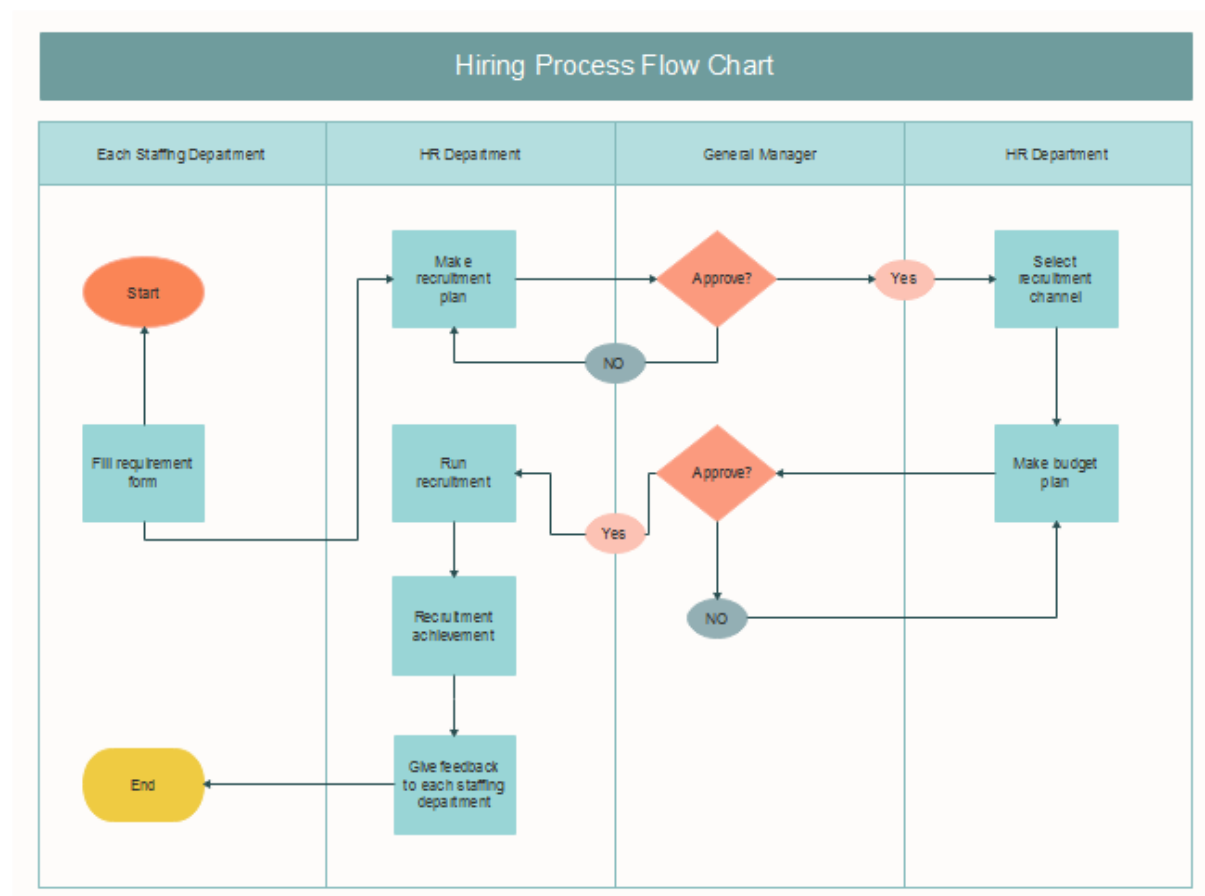 Hiring Process Flow Chart
Each Staffing Department
HR Department
General Manager
HR Department
Start
Make
recruitment
plan
Approve?
Yes
Select
recruitment
channel
NO
Fill requirement
form
Run
recruitment
Approve?
Make budget
plan
Yes
NO
Recruitment
achievement
End
Give feedback
to each staffing
department